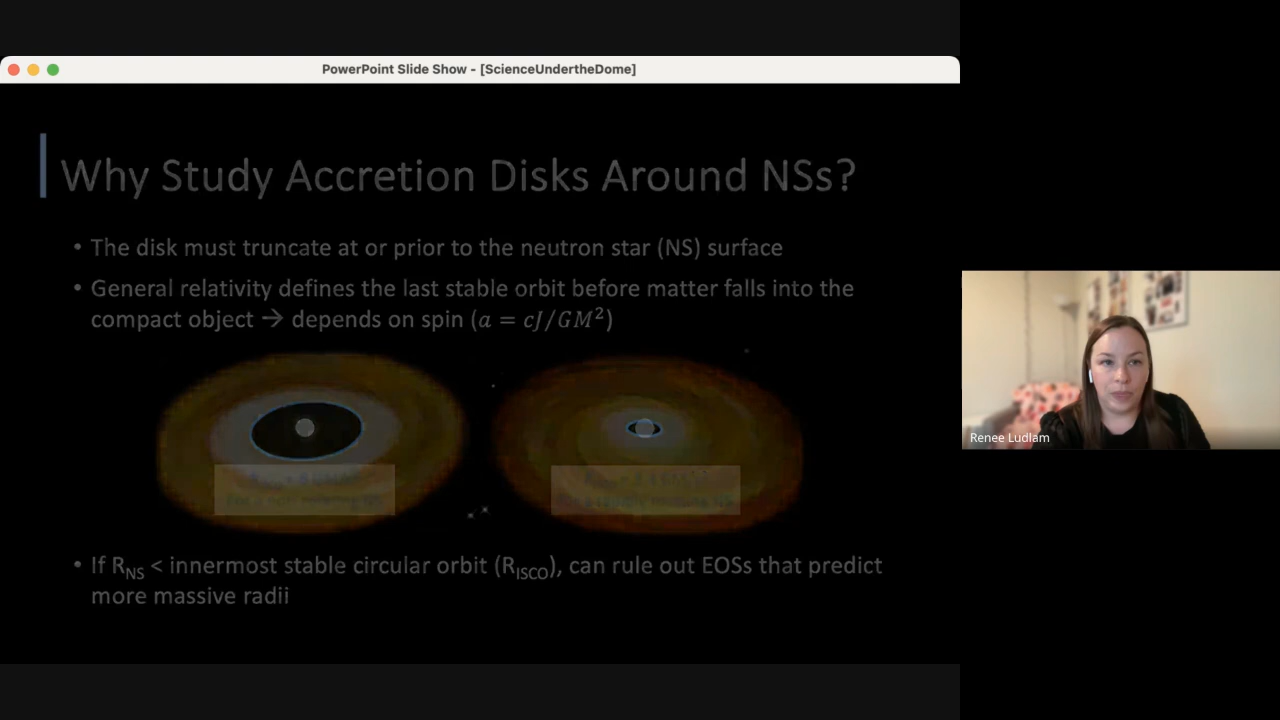 PowerPoint Slide Show - [ScienceUndertheDome]
Why Study Accretion Disks Around NSs?
• The disk must truncate at or prior to the neutron star (NS) surface
• General relativity defines the last stable orbit before matter falls into the
compact object → depends on spin (a = cJ/GM²)
• If R_NS < innermost stable circular orbit (R_ISCO), can rule out EOSs that predict
more massive radii
Renee Ludlam